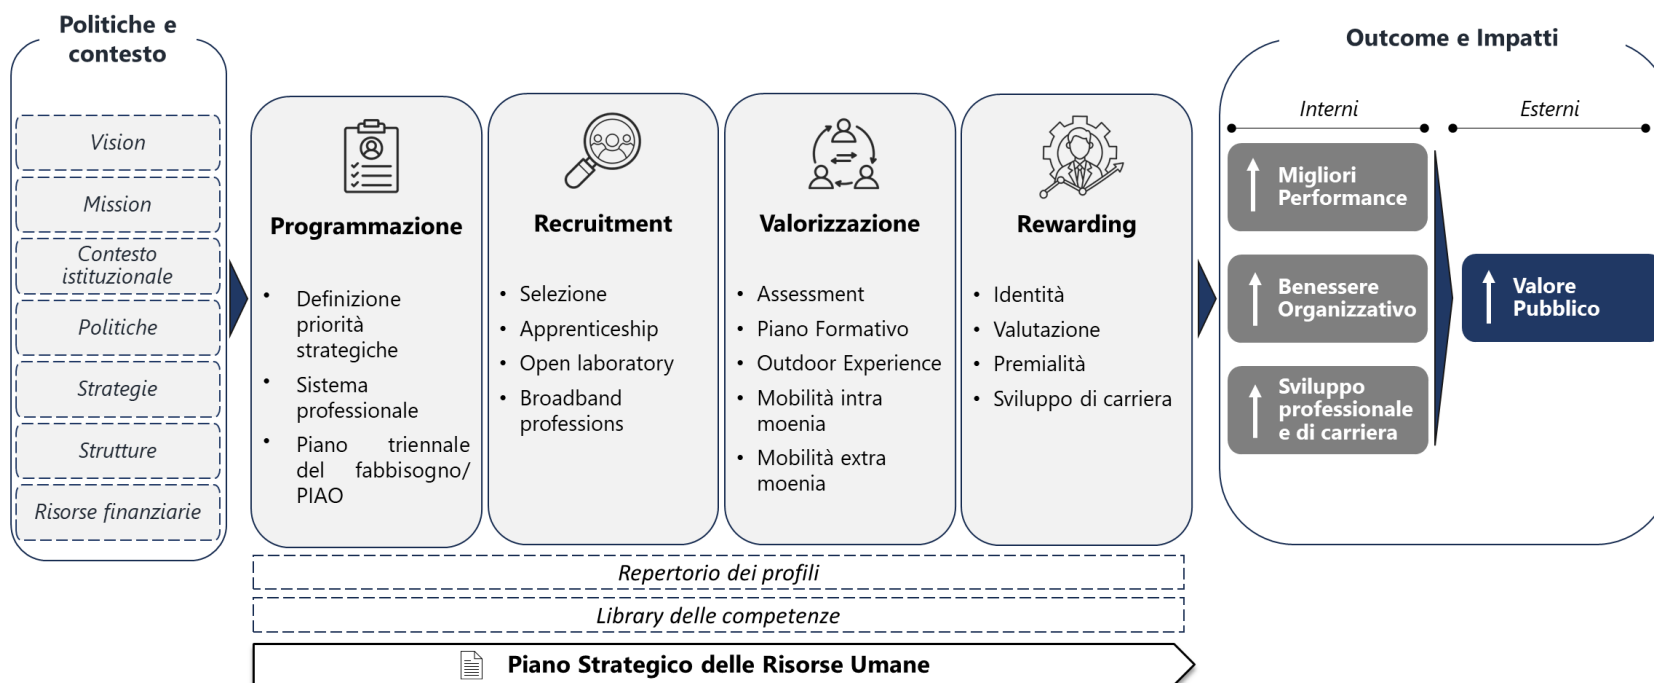 Politiche e
contesto
Vision
Mission
Contesto
istituzionale
Politiche
Strategie
Strutture
Risorse finanziarie
Programmazione
• Definizione
priorità
strategiche
• Sistema
professionale
• Piano triennale
del fabbisogno/
PIAO
Recruitment
• Selezione
• Apprenticeship
• Open laboratory
• Broadband
professions
Valorizzazione
• Assessment
• Piano Formativo
• Outdoor Experience
• Mobilità intra
moenia
• Mobilità extra
moenia
Rewarding
• Identità
• Valutazione
• Premialità
• Sviluppo di carriera
Repertorio dei profili
Library delle competenze
Piano Strategico delle Risorse Umane
Outcome e Impatti
Interni
Migliori
Performance
Benessere
Organizzativo
Sviluppo
professionale
e di carriera
Esterni
Valore
Pubblico